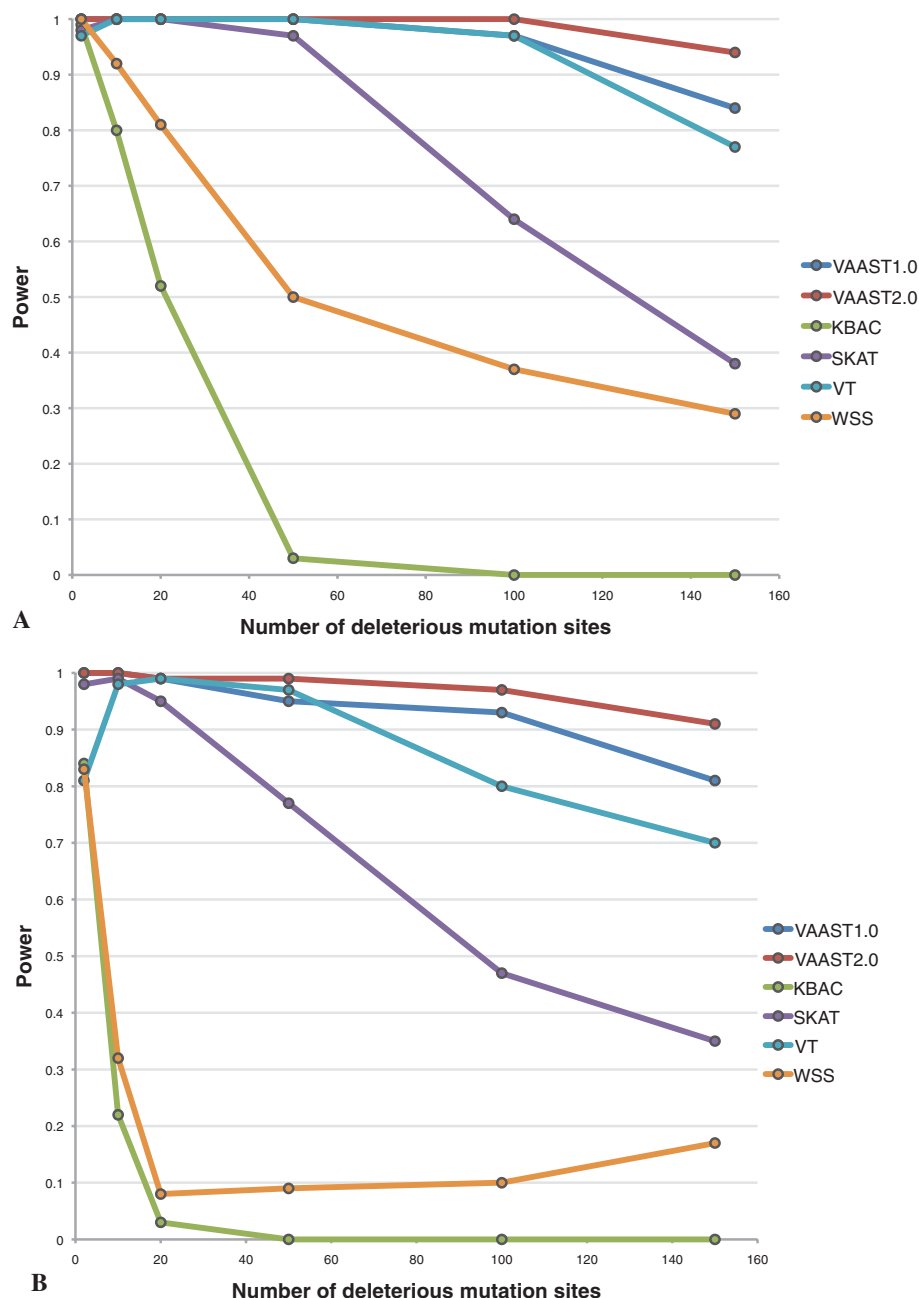 1
0.9
0.8
0.7
0.6
0.5
0.4
0.3
0.2
0.1
0
Power
0 20 40 60 80 100 120 140 160
Number of deleterious mutation sites
VAAST1.0
VAAST2.0
KBAC
SKAT
VT
WSS
A
1
0.9
0.8
0.7
0.6
0.5
0.4
0.3
0.2
0.1
0
Power
0 20 40 60 80 100 120 140 160
Number of deleterious mutation sites
VAAST1.0
VAAST2.0
KBAC
SKAT
VT
WSS
B